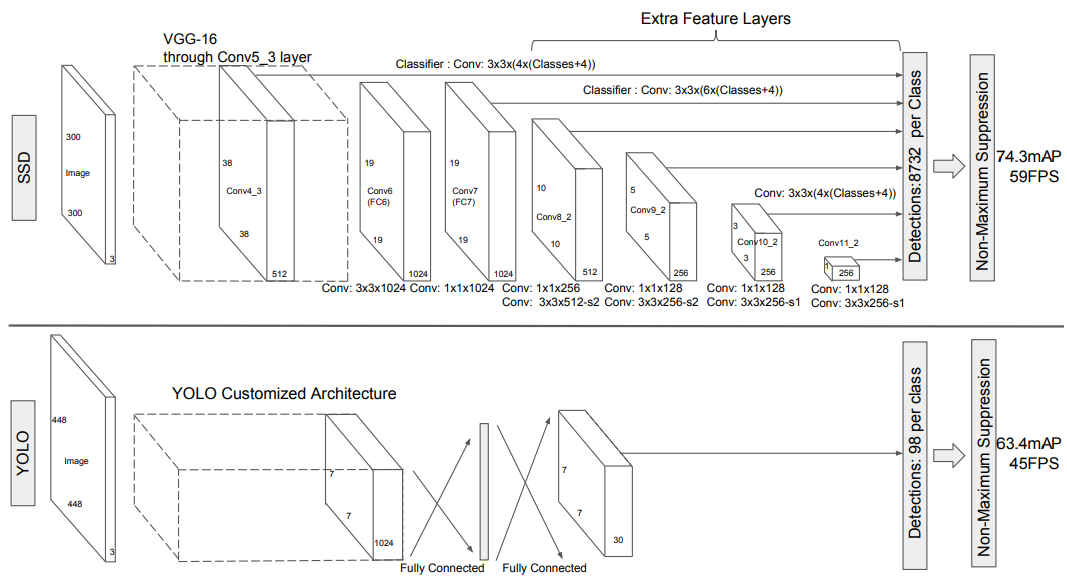 Extra Feature Layers
VGG-16
through Conv5_3 layer
Classifier : Conv: 3x3x(4x(Classes+4))
Classifier : Conv: 3x3x(6x(Classes+4))
Conv: 3x3x(4x(Classes+4))
SSD
300
Image
300
3
38
Conv4_3
38
512
19
Conv6
(FC6)
19
1024
19
Conv7
(FC7)
19
1024
10
Conv8_2
10
512
5
Conv9_2
5
256
3
Conv10_2
3
256
Conv11_2
1
256
Conv: 3x3x1024
Conv: 1x1x1024
Conv: 1x1x256
Conv: 3x3x512-s2
Conv: 1x1x128
Conv: 3x3x256-s2
Conv: 1x1x128
Conv: 3x3x256-s1
Conv: 1x1x128
Conv: 3x3x256-s1
Detections:8732 per Class
Non-Maximum Suppression
74.3mAP
59FPS
YOLO
448
Image
448
3
YOLO Customized Architecture
7
7
1024
Fully Connected
Fully Connected
7
7
30
Detections: 98 per class
Non-Maximum Suppression
63.4mAP
45FPS